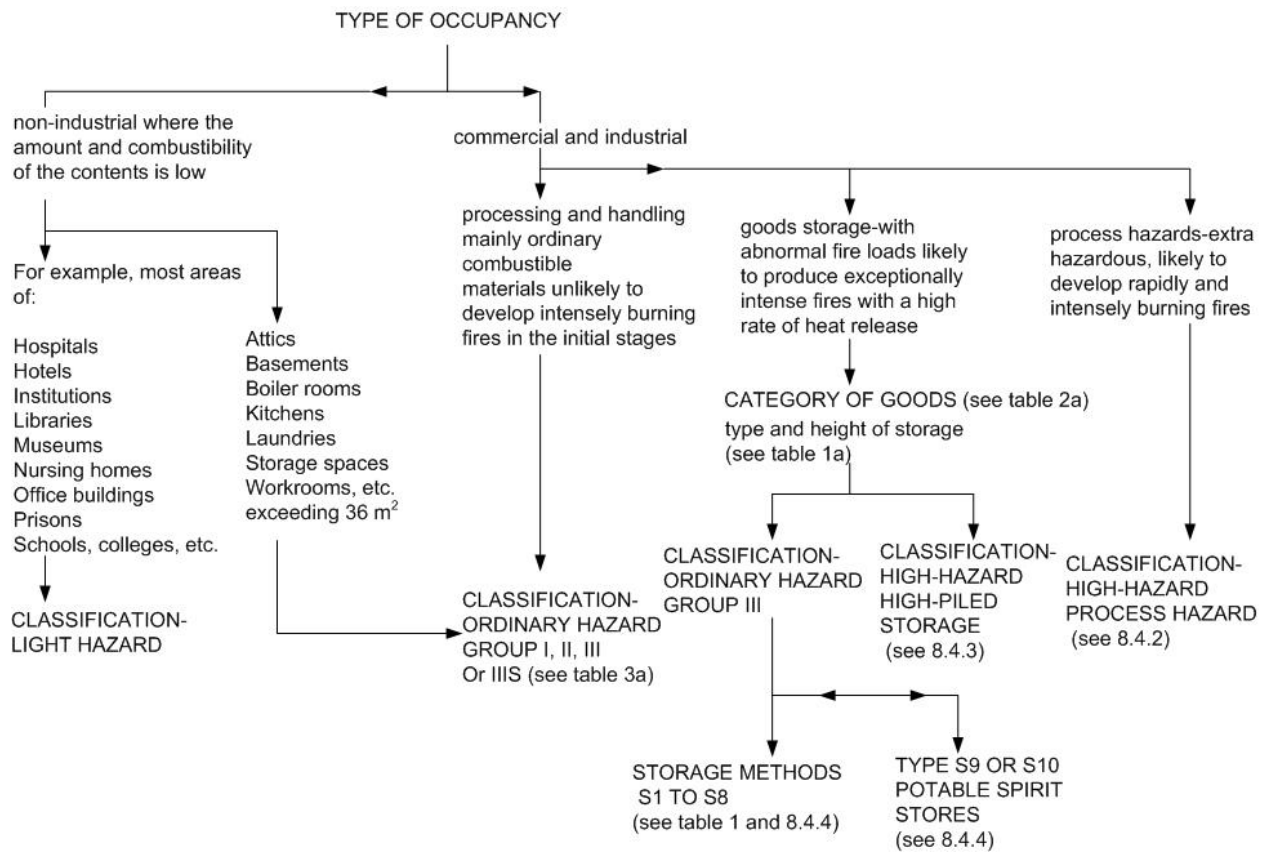 TYPE OF OCCUPANCY
non-industrial where the
amount and combustibility
of the contents is low
commercial and industrial
For example, most areas
of:
Hospitals
Hotels
Institutions
Libraries
Museums
Nursing homes
Office buildings
Prisons
Schools, colleges, etc.
CLASSIFICATION-
LIGHT HAZARD
Attics
Basements
Boiler rooms
Kitchens
Laundries
Storage spaces
Workrooms, etc.
exceeding 36 m²
processing and handling
mainly ordinary
combustible
materials unlikely to
develop intensely burning
fires in the initial stages
CLASSIFICATION-
ORDINARY HAZARD
GROUP I, II, III
Or IIIS (see table 3a)
goods storage-with
abnormal fire loads likely
to produce exceptionally
intense fires with a high
rate of heat release
CATEGORY OF GOODS (see table 2a)
type and height of storage
(see table 1a)
CLASSIFICATION-
ORDINARY HAZARD
GROUP III
CLASSIFICATION-
HIGH-HAZARD
HIGH-PILED
STORAGE
(see 8.4.3)
STORAGE METHODS
S1 TO S8
(see table 1 and 8.4.4)
TYPE S9 OR S10
POTABLE SPIRIT
STORES
(see 8.4.4)
process hazards-extra
hazardous, likely to
develop rapidly and
intensely burning fires
CLASSIFICATION-
HIGH-HAZARD
PROCESS HAZARD
(see 8.4.2)